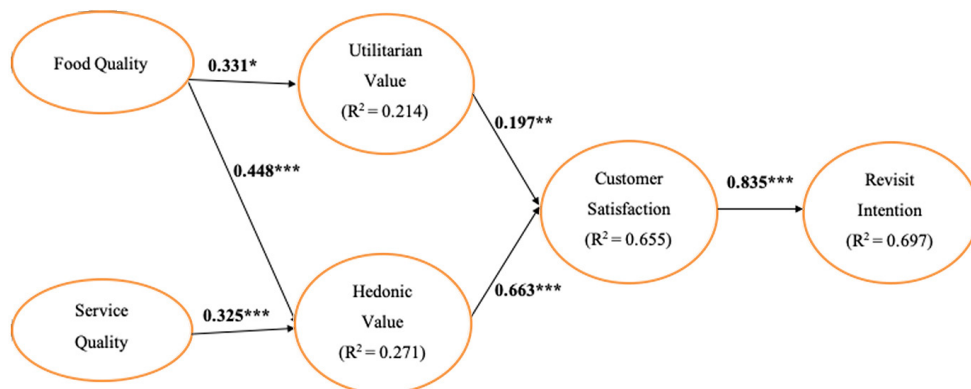 Food Quality
0.331*
Utilitarian
Value
(R² = 0.214)
0.197**
0.448***
Customer
Satisfaction
(R² = 0.655)
0.835***
Revisit
Intention
(R² = 0.697)
Service
Quality
0.325***
Hedonic
Value
(R² = 0.271)
0.663***